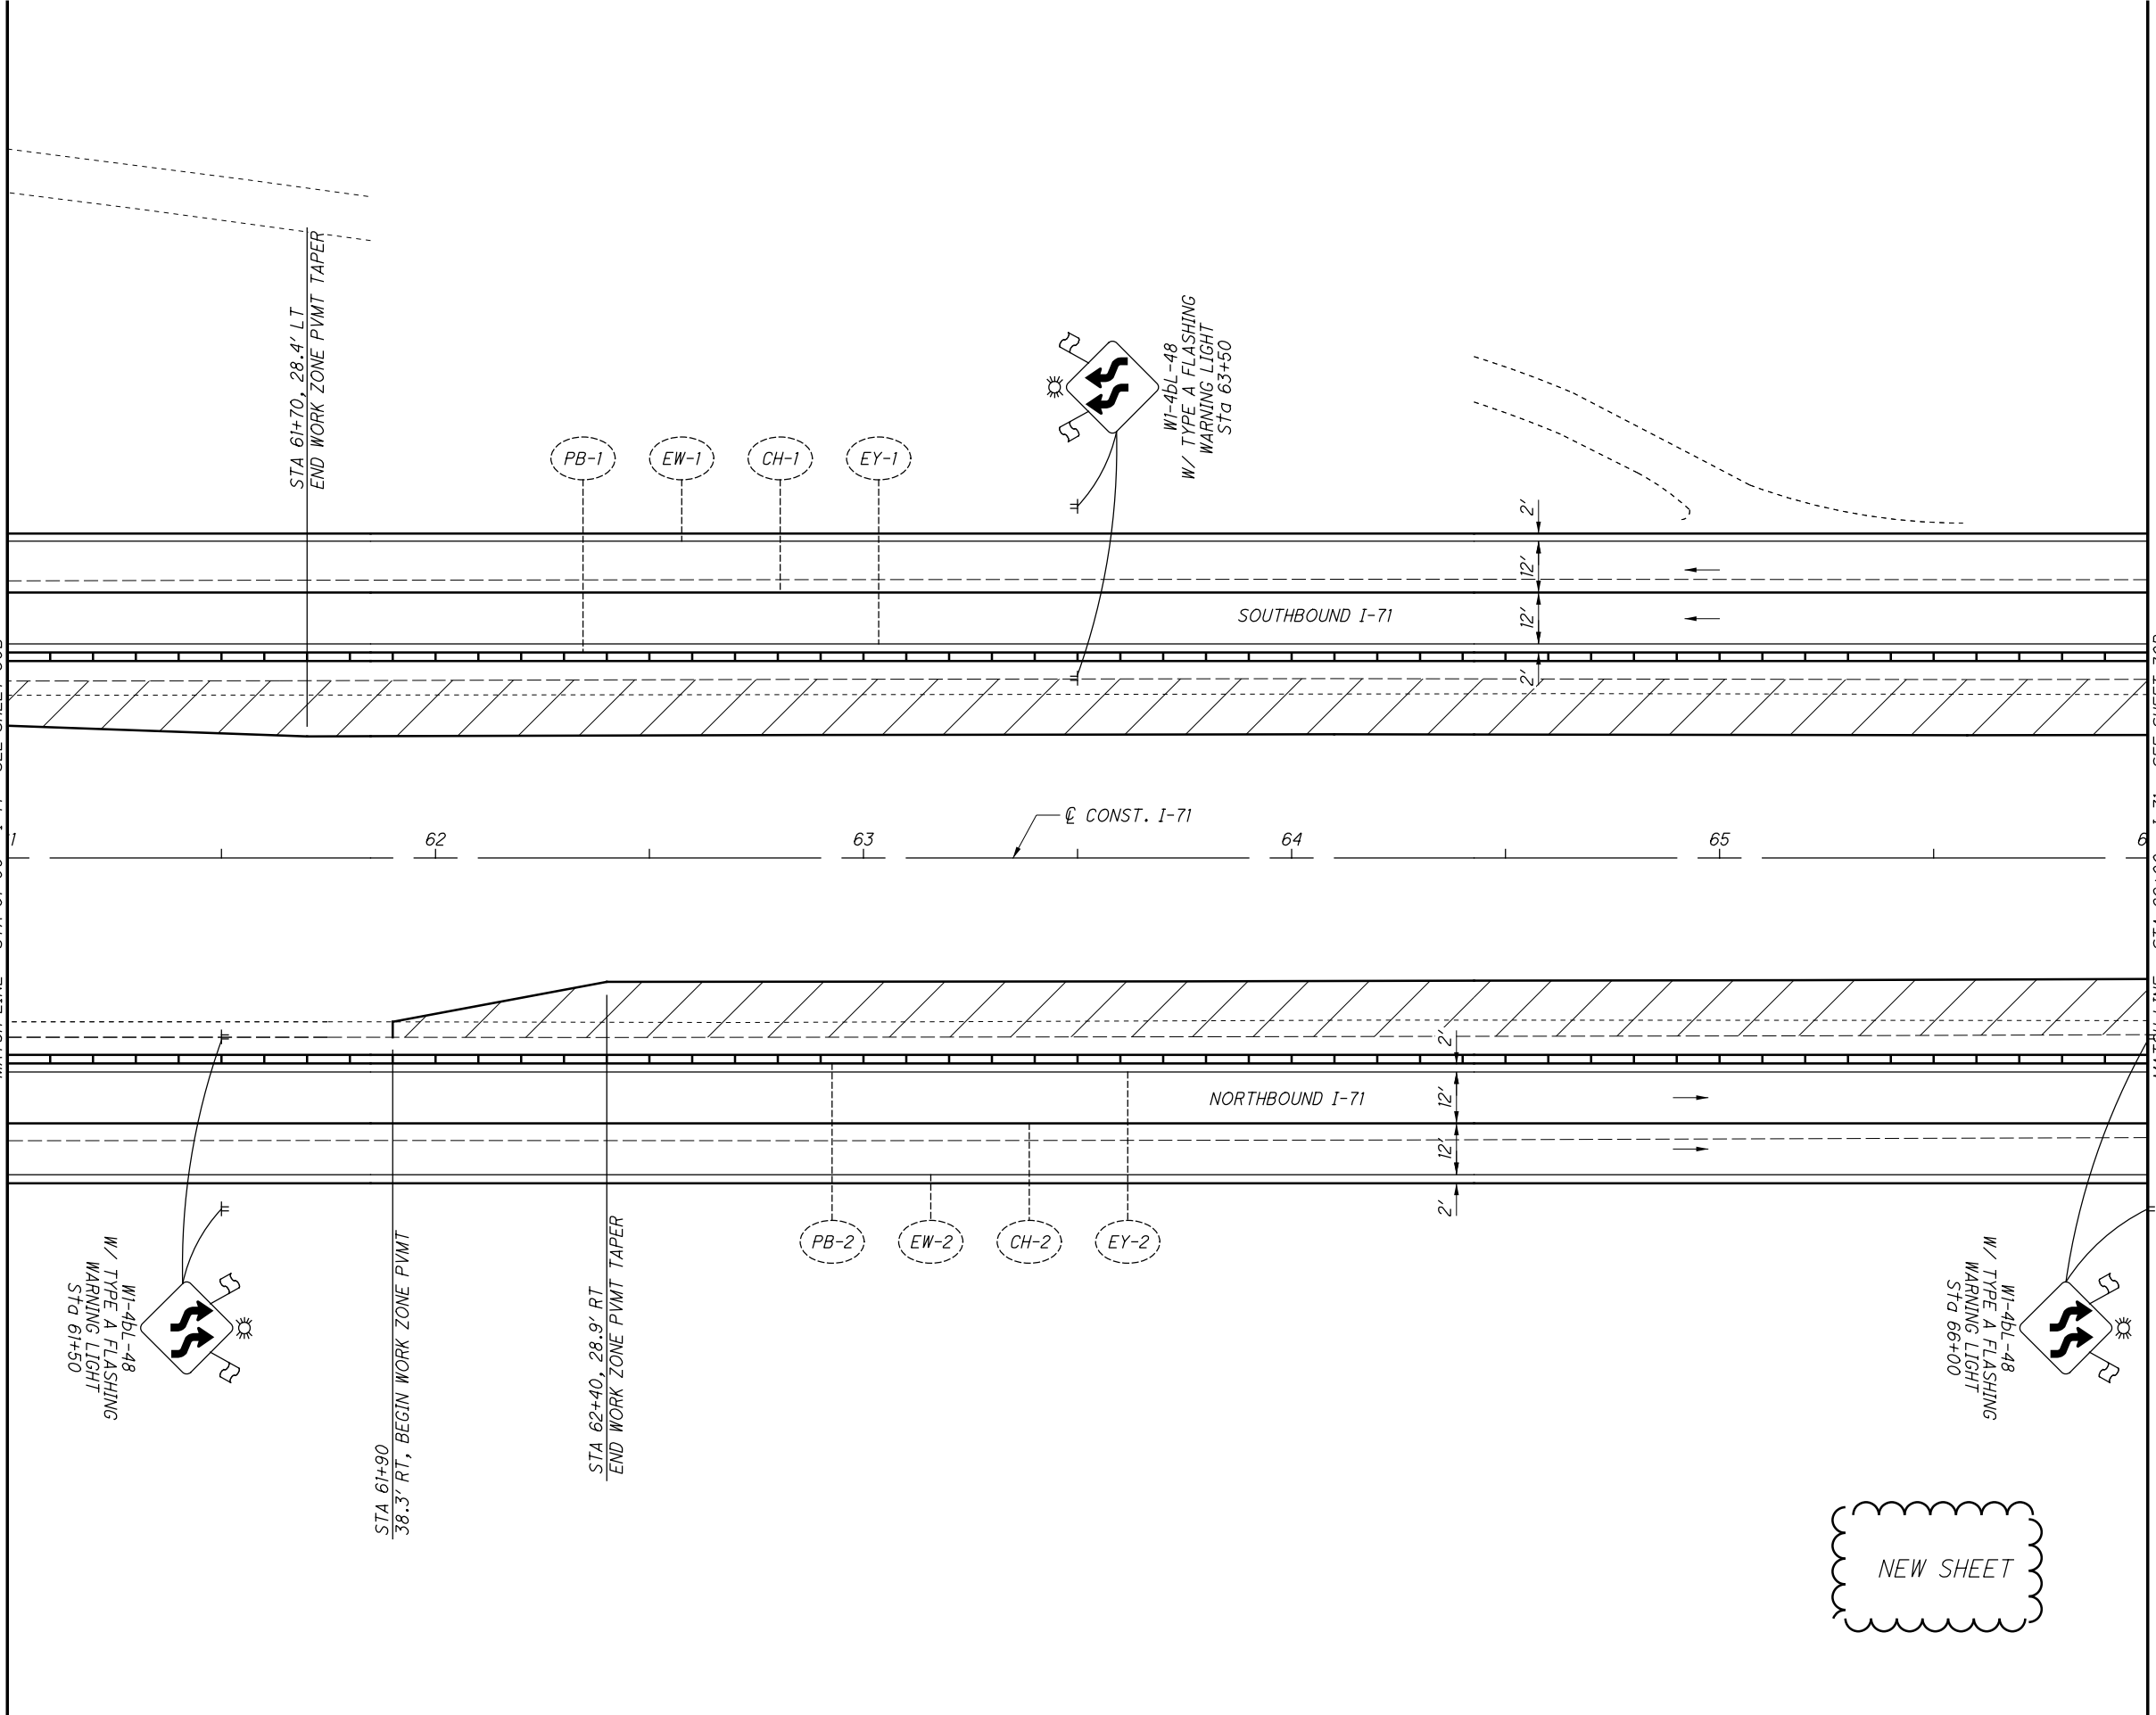 STA 61+70, 28.4' LT
END WORK ZONE PVMT TAPER
PB-1
EW-1
CH-1
EY-1
W1-4bL-48
W/ TYPE A FLASHING
WARNING LIGHT
Sta 63+50
2'
12'
12'
2'
SOUTHBOUND I-71
℄ CONST. I-71
62
63
64
65
2'
12'
12'
2'
NORTHBOUND I-71
PB-2
EW-2
CH-2
EY-2
W1-4bL-48
W/ TYPE A FLASHING
WARNING LIGHT
Sta 61+50
STA 61+90
38.3' RT, BEGIN WORK ZONE PVMT
STA 62+40, 28.9' RT
END WORK ZONE PVMT TAPER
W1-4bL-48
W/ TYPE A FLASHING
WARNING LIGHT
Sta 66+00
NEW SHEET